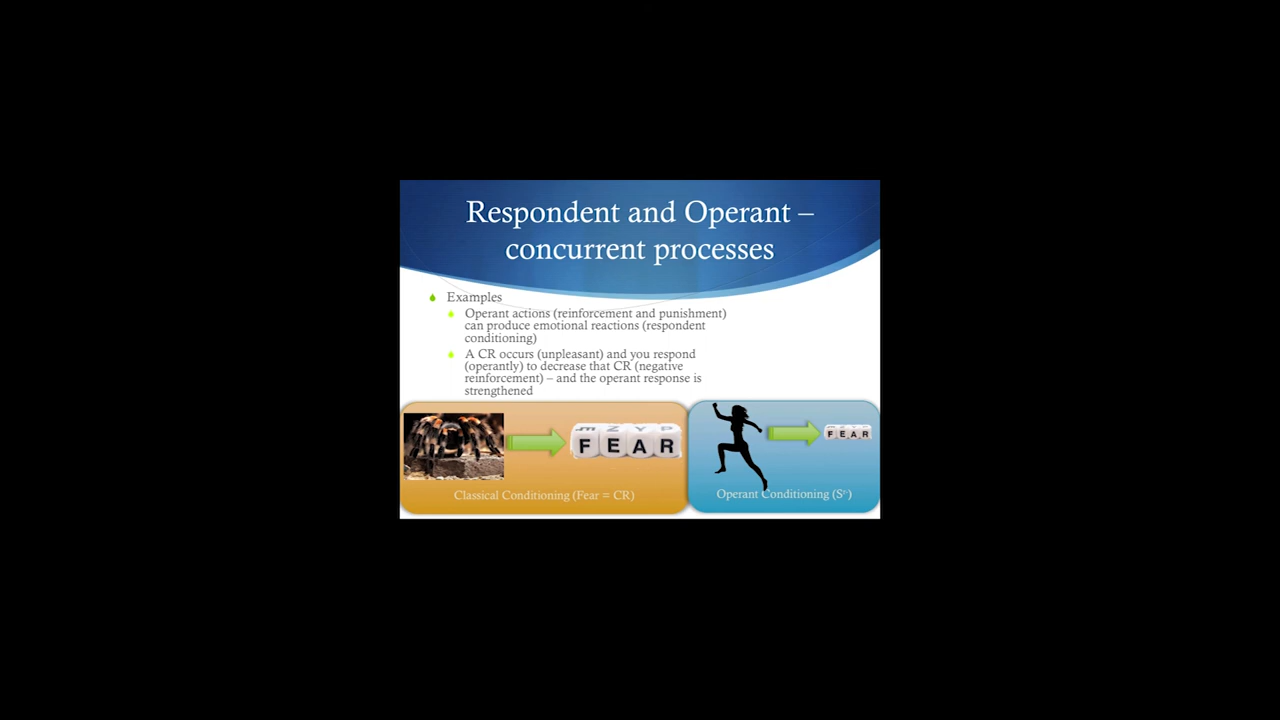 Respondent and Operant –
concurrent processes
Examples
Operant actions (reinforcement and punishment)
can produce emotional reactions (respondent
conditioning)
A CR occurs (unpleasant) and you respond
(operantly) to decrease that CR (negative
reinforcement) – and the operant response is
strengthened
FEAR
FEAR
Classical Conditioning (Fear = CR)
Operant Conditioning (Sʳ⁻)